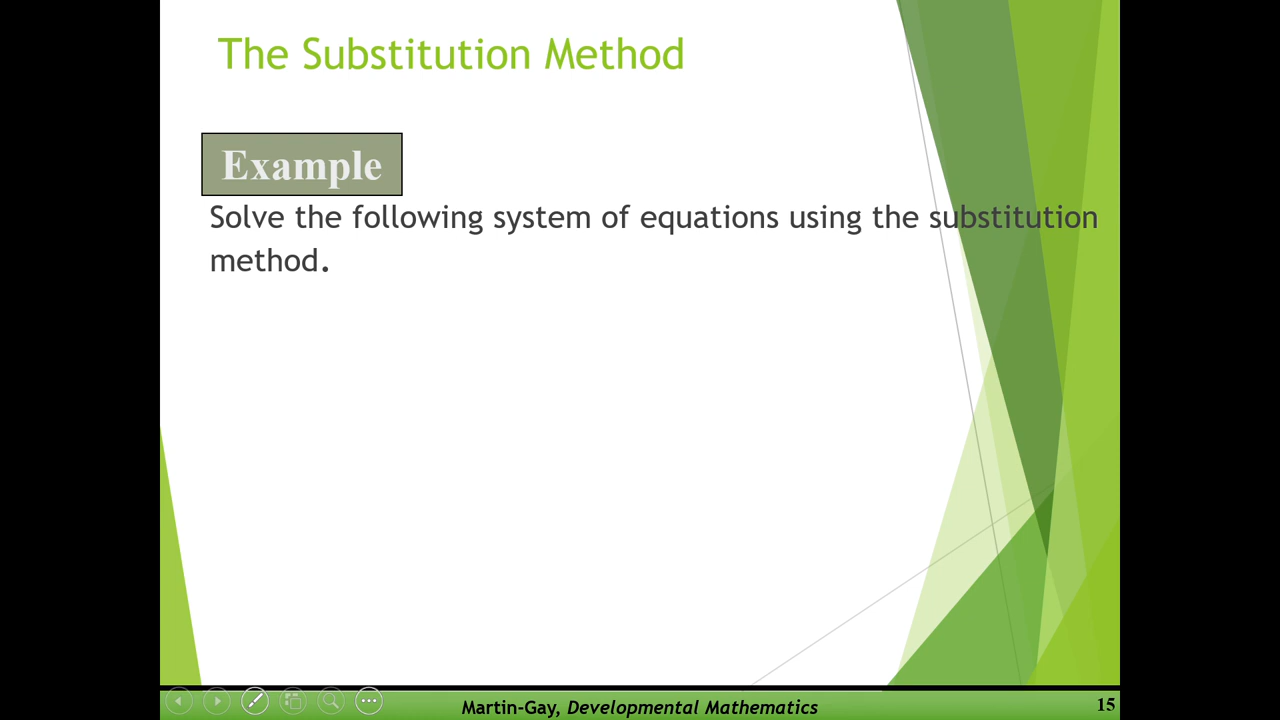 The Substitution Method
Example
Solve the following system of equations using the substitution
method.
Martin-Gay, Developmental Mathematics
15